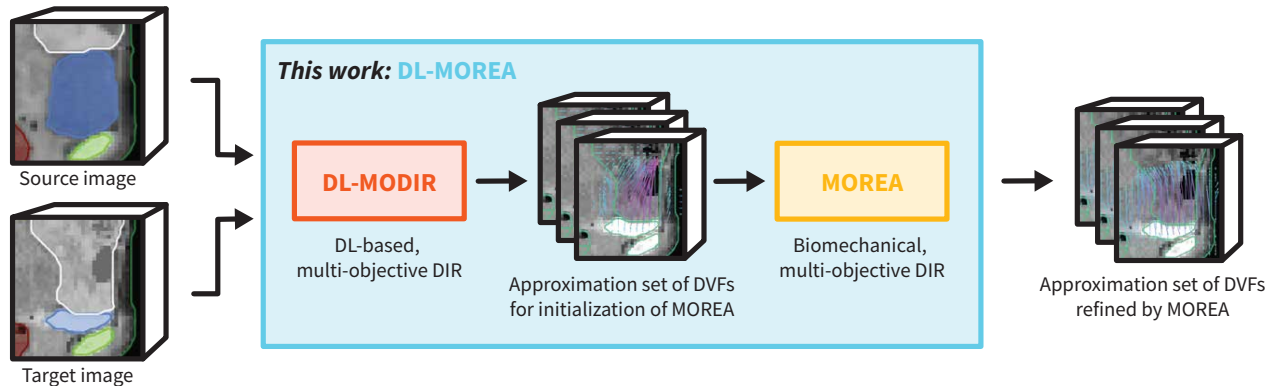 Source image
Target image
This work: DL-MOREA
DL-MODIR
DL-based,
multi-objective DIR
Approximation set of DVFs
for initialization of MOREA
MOREA
Biomechanical,
multi-objective DIR
Approximation set of DVFs
refined by MOREA